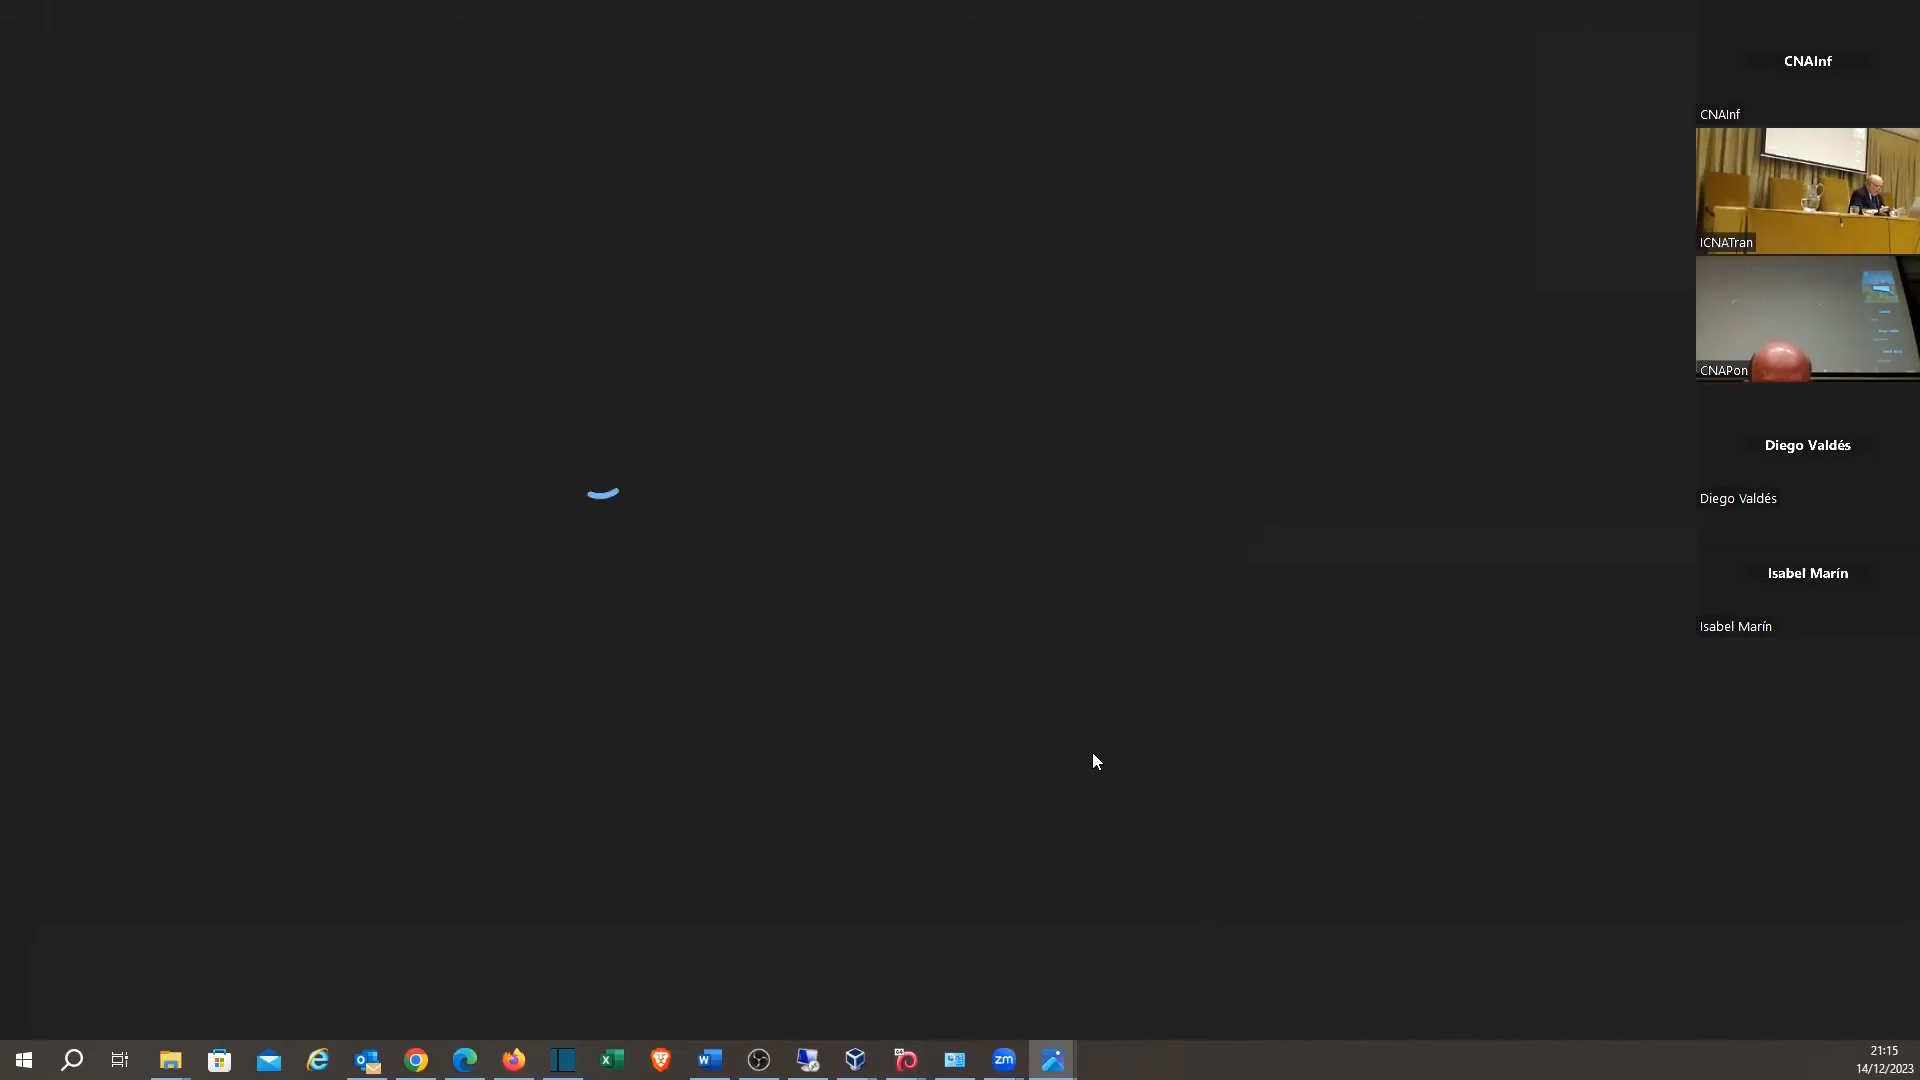 CNAInf
CNAInf
ICNATran
CNAPon
Diego Valdés
Diego Valdés
Isabel Marín
Isabel Marín
21:15
14/12/2023